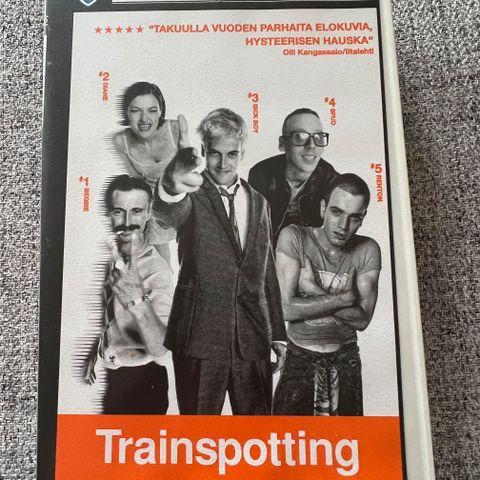 ★★★★★ "TAKUULLA VUODEN PARHAITA ELOKUVIA,
HYSTEERISEN HAUSKA"
Olli Kangassalo/Iltalehti
#1 BEGBIE
#2 DIANE
#3 SICK BOY
#4 SPUD
#5 RENTON
Trainspotting